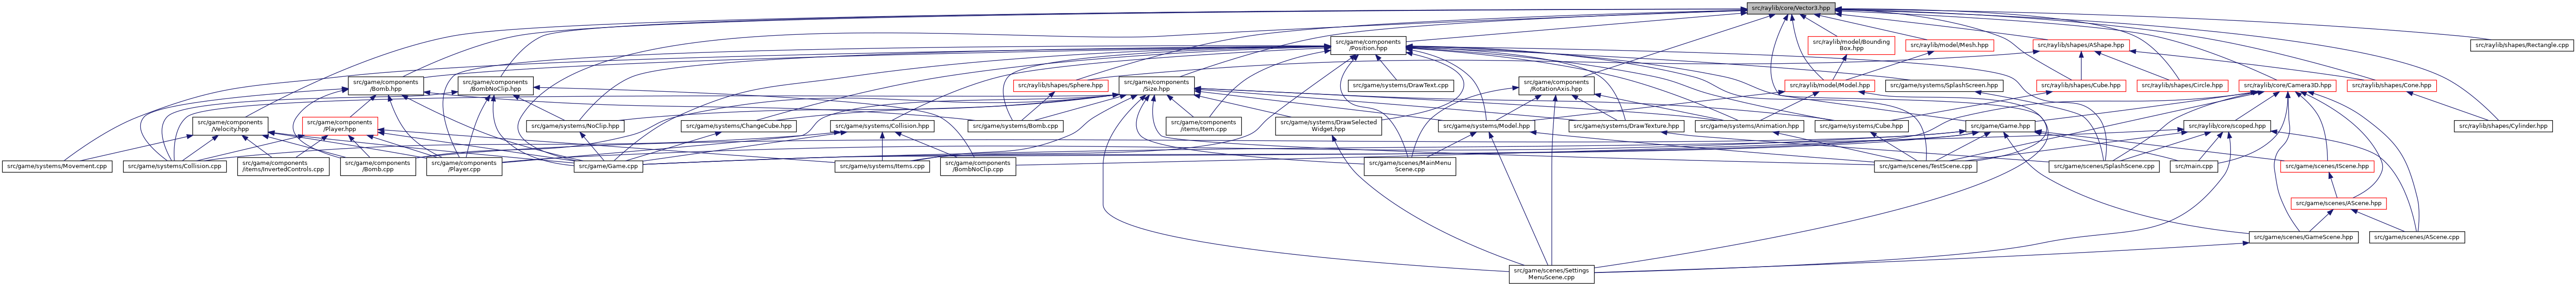 src/raylib/core/Vector3.hpp
src/game/components
/Position.hpp
src/raylib/model/Bounding
Box.hpp
src/raylib/model/Mesh.hpp
src/raylib/shapes/AShape.hpp
src/raylib/shapes/Rectangle.cpp
src/game/components
/Bomb.hpp
src/game/components
/BombNoClip.hpp
src/raylib/shapes/Sphere.hpp
src/game/components
/Size.hpp
src/game/systems/DrawText.cpp
src/game/components
/RotationAxis.hpp
src/raylib/model/Model.hpp
src/game/systems/SplashScreen.hpp
src/raylib/shapes/Cube.hpp
src/raylib/shapes/Circle.hpp
src/raylib/core/Camera3D.hpp
src/raylib/shapes/Cone.hpp
src/game/components
/Velocity.hpp
src/game/components
/Player.hpp
src/game/systems/NoClip.hpp
src/game/systems/ChangeCube.hpp
src/game/systems/Collision.hpp
src/game/systems/Bomb.cpp
src/game/components
/items/Item.cpp
src/game/systems/DrawSelected
Widget.hpp
src/game/systems/Model.hpp
src/game/systems/DrawTexture.hpp
src/game/systems/Animation.hpp
src/game/systems/Cube.hpp
src/game/Game.hpp
src/raylib/core/scoped.hpp
src/raylib/shapes/Cylinder.hpp
src/game/systems/Movement.cpp
src/game/systems/Collision.cpp
src/game/components
/items/InvertedControls.cpp
src/game/components
/Bomb.cpp
src/game/components
/Player.cpp
src/game/Game.cpp
src/game/systems/Items.cpp
src/game/components
/BombNoClip.cpp
src/game/scenes/MainMenu
Scene.cpp
src/game/scenes/TestScene.cpp
src/game/scenes/SplashScene.cpp
src/main.cpp
src/game/scenes/IScene.hpp
src/game/scenes/AScene.hpp
src/game/scenes/GameScene.hpp
src/game/scenes/AScene.cpp
src/game/scenes/Settings
MenuScene.cpp